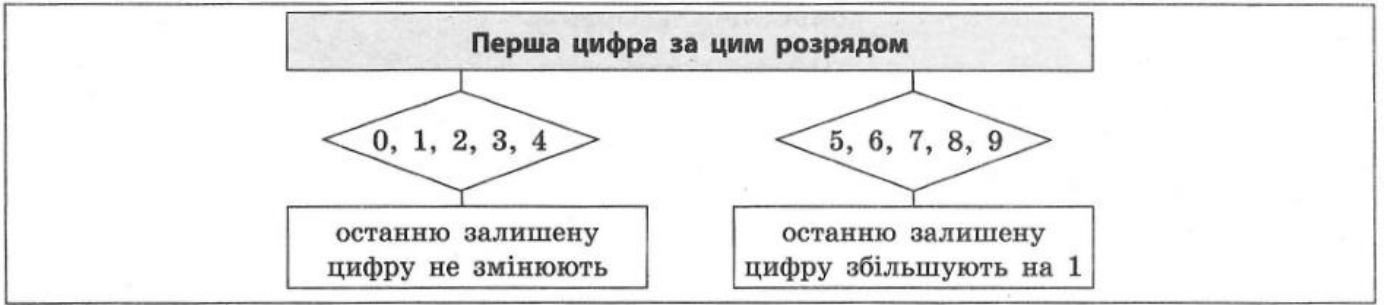 Перша цифра за цим розрядом
0, 1, 2, 3, 4
5, 6, 7, 8, 9
останню залишену
цифру не змінюють
останню залишену
цифру збільшують на 1